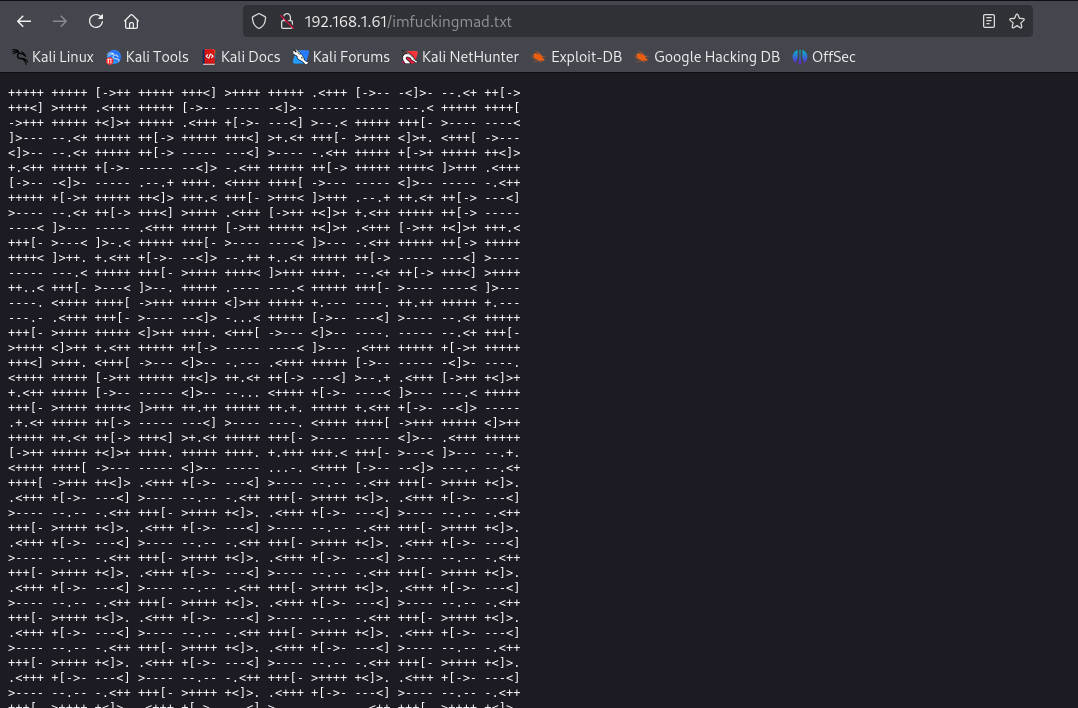 192.168.1.61/imfuckingmad.txt
Kali Linux Kali Tools Kali Docs Kali Forums Kali NetHunter Exploit-DB Google Hacking DB OffSec
+++++ +++++ [->++ +++++ +++<] >++++ +++++ .<+++ [->-- -<]>- --.<+ ++[->
+++<] >++++ .<+++ +++++ [->-- ----- -<]>- ----- ----- ---.< +++++ ++++[
->+++ +++++ +<]>+ +++++ .<+++ +[->- ---<] >--.< +++++ +++[- >---- ----<
]>--- --.<+ +++++ ++[-> +++++ +++<] >+.<+ +++[- >++++ <]>+. <+++[ ->---
<]>-- --.<+ +++++ ++[-> ----- ---<] >---- -.<++ +++++ +[->+ +++++ ++<]>
+.<++ +++++ +[->- ----- --<]> -.<++ +++++ ++[-> +++++ ++++< ]>+++ .<+++
[->-- -<]>- ----- .--.+ ++++. <++++ ++++[ ->--- ----- <]>-- ----- -.<++
+++++ +[->+ +++++ ++<]> +++.< +++[- >+++< ]>+++ .--.+ ++.<+ ++[-> ---<]
>---- --.<+ ++[-> +++<] >++++ .<+++ [->++ +<]>+ +.<++ +++++ ++[-> -----
----< ]>--- ----- .<+++ +++++ [->++ +++++ +<]>+ .<+++ [->++ +<]>+ +++.<
+++[- >---< ]>-.< +++++ +++[- >---- ----< ]>--- -.<++ +++++ ++[-> +++++
++++< ]>++. +.<++ +[->- --<]> --.++ +..<+ +++++ ++[-> ----- ---<] >----
----- ---.< +++++ +++[- >++++ ++++< ]>+++ ++++. --.<+ ++[-> +++<] >++++
++..< +++[- >---< ]>--. +++++ .---- ---.< +++++ +++[- >---- ----< ]>---
----. <++++ ++++[ ->+++ +++++ <]>++ +++++ +.--- ----. ++.++ +++++ +.---
---.- .<+++ +++[- >---- --<]> -...< +++++ [->-- ---<] >---- --.<+ +++++
+++[- >++++ +++++ <]>++ ++++. <+++[ ->--- <]>-- ----. ----- --.<+ +++[-
>++++ <]>++ +.<++ +++++ ++[-> ----- ----< ]>--- .<+++ +++++ +[->+ +++++
+++<] >+++. <+++[ ->--- <]>-- -.--- .<+++ +++++ [->-- ----- -<]>- ----.
<++++ +++++ [->++ +++++ ++<]> ++.<+ ++[-> ---<] >--.+ .<+++ [->++ +<]>+
+.<++ +++++ [->-- ----- <]>-- --... <++++ +[->- ----< ]>--- ---.< +++++
+++[- >++++ ++++< ]>+++ ++.++ +++++ ++.+. +++++ +.<++ +[->- --<]> -----
.+.<+ +++++ ++[-> ----- ---<] >---- ----. <++++ ++++[ ->+++ +++++ <]>++
+++++ ++.<+ ++[-> +++<] >+.<+ +++++ +++[- >---- ----- <]>-- .<+++ +++++
[->++ +++++ +<]>+ ++++. +++++ ++++. +.+++ +++.< +++[- >---< ]>--- --.+.
<++++ ++++[ ->--- ----- <]>-- ----- ...-. <++++ [->-- --<]> ---.- --.<+
++++[ ->+++ ++<]> .<+++ +[->- ---<] >---- --.-- -.<++ +++[- >++++ +<]>.
.<+++ +[->- ---<] >---- --.-- -.<++ +++[- >++++ +<]>. .<+++ +[->- ---<]
>---- --.-- -.<++ +++[- >++++ +<]>. .<+++ +[->- ---<] >---- --.-- -.<++
+++[- >++++ +<]>. .<+++ +[->- ---<] >---- --.-- -.<++ +++[- >++++ +<]>.
.<+++ +[->- ---<] >---- --.-- -.<++ +++[- >++++ +<]>. .<+++ +[->- ---<]
>---- --.-- -.<++ +++[- >++++ +<]>. .<+++ +[->- ---<] >---- --.-- -.<++
+++[- >++++ +<]>. .<+++ +[->- ---<] >---- --.-- -.<++ +++[- >++++ +<]>.
.<+++ +[->- ---<] >---- --.-- -.<++ +++[- >++++ +<]>. .<+++ +[->- ---<]
>---- --.-- -.<++ +++[- >++++ +<]>. .<+++ +[->- ---<] >---- --.-- -.<++
+++[- >++++ +<]>. .<+++ +[->- ---<] >---- --.-- -.<++ +++[- >++++ +<]>.
.<+++ +[->- ---<] >---- --.-- -.<++ +++[- >++++ +<]>. .<+++ +[->- ---<]
>---- --.-- -.<++ +++[- >++++ +<]>. .<+++ +[->- ---<] >---- --.-- -.<++
+++[- >++++ +<]>. .<+++ +[->- ---<] >---- --.-- -.<++ +++[- >++++ +<]>.
.<+++ +[->- ---<] >---- --.-- -.<++ +++[- >++++ +<]>. .<+++ +[->- ---<]
>---- --.-- -.<++ +++[- >++++ +<]>. .<+++ +[->- ---<] >---- --.-- -.<++